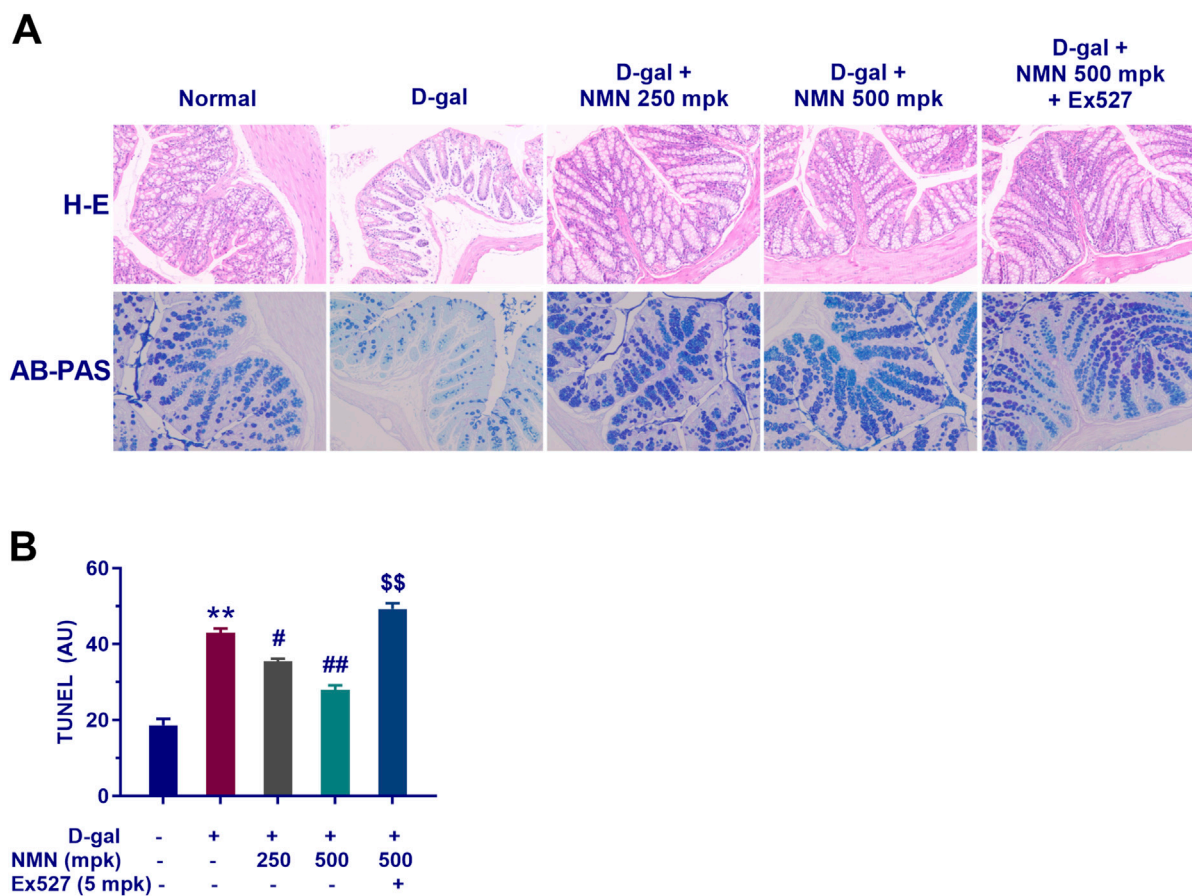 A
Normal
D-gal
D-gal +
NMN 250 mpk
D-gal +
NMN 500 mpk
D-gal +
NMN 500 mpk
+ Ex527
H-E
AB-PAS
B
TUNEL (AU)
60
40
20
0
**
#
##
$$
D-gal - + + + +
NMN (mpk) - - 250 500 500
Ex527 (5 mpk) - - - - +